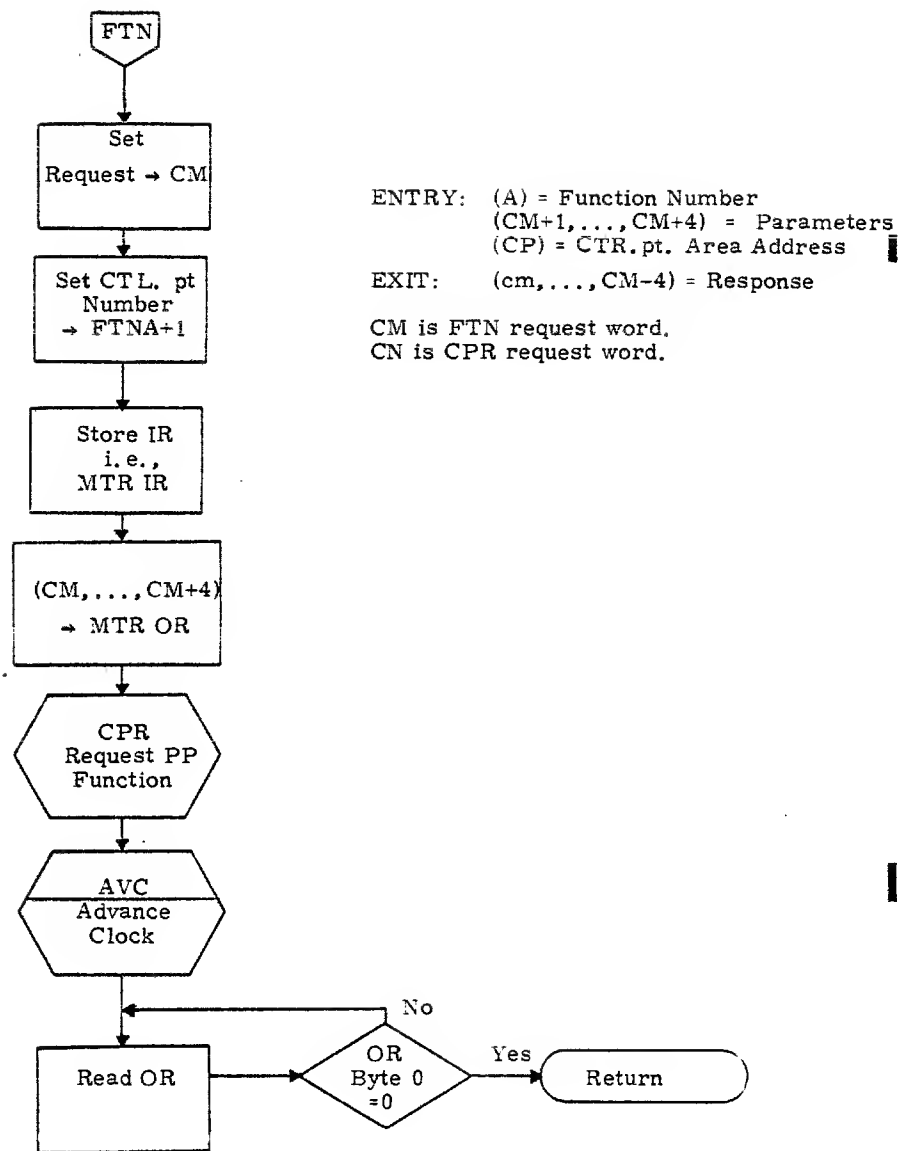 FTN
Set
Request → CM
Set CTL. pt
Number
→ FTNA+1
Store IR
i.e.,
MTR IR
(CM,...,CM+4)
→ MTR OR
CPR
Request PP
Function
AVC
Advance
Clock
Read OR
OR
Byte 0
=0
No
Yes
Return
ENTRY: (A) = Function Number
(CM+1,...,CM+4) = Parameters
(CP) = CTR.pt. Area Address
EXIT: (cm,...,CM-4) = Response
CM is FTN request word.
CN is CPR request word.